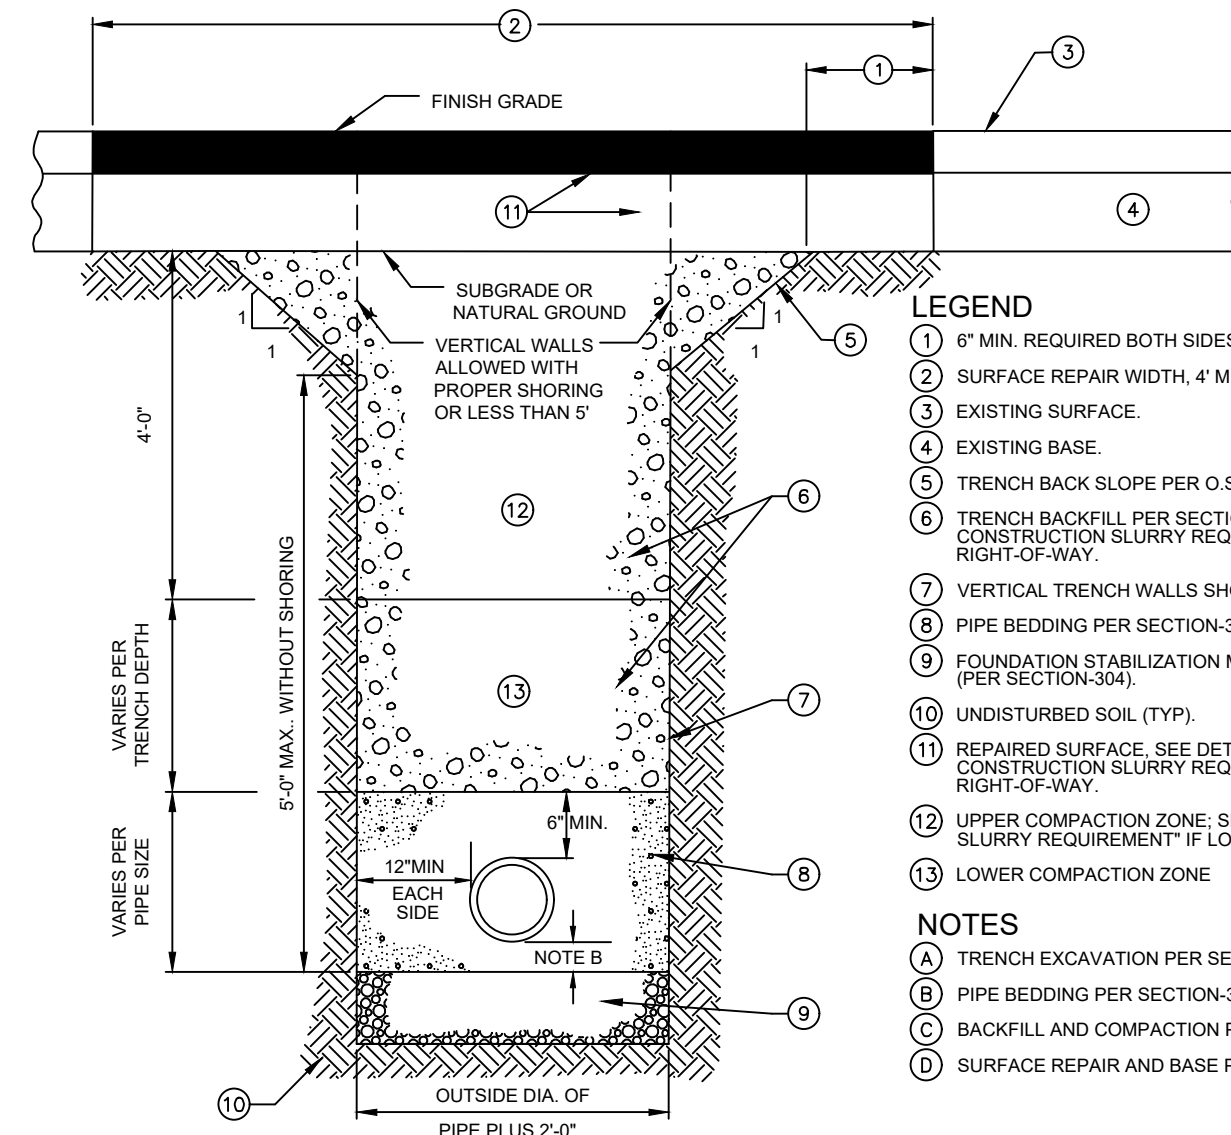 2
1
3
FINISH GRADE
11
4
SUBGRADE OR
NATURAL GROUND
1
1
1
1
5
VERTICAL WALLS
ALLOWED WITH
PROPER SHORING
OR LESS THAN 5'
4'-0"
5'-0" MAX.. WITHOUT SHORING
12
6
VARIES PER
TRENCH DEPTH
13
7
VARIES PER
PIPE SIZE
6" MIN.
12"MIN
EACH
SIDE
8
NOTE B
9
10
OUTSIDE DIA. OF
PIPE PLUS 2'-0"
LEGEND
1 6" MIN. REQUIRED BOTH SIDES
2 SURFACE REPAIR WIDTH, 4' M
3 EXISTING SURFACE.
4 EXISTING BASE.
5 TRENCH BACK SLOPE PER O.S
6 TRENCH BACKFILL PER SECTI
CONSTRUCTION SLURRY REQ
RIGHT-OF-WAY.
7 VERTICAL TRENCH WALLS SH
8 PIPE BEDDING PER SECTION-3
9 FOUNDATION STABILIZATION M
(PER SECTION-304).
10 UNDISTURBED SOIL (TYP).
11 REPAIRED SURFACE, SEE DET
CONSTRUCTION SLURRY REQ
RIGHT-OF-WAY.
12 UPPER COMPACTION ZONE; S
SLURRY REQUIREMENT" IF LO
13 LOWER COMPACTION ZONE
NOTES
A TRENCH EXCAVATION PER SE
B PIPE BEDDING PER SECTION-3
C BACKFILL AND COMPACTION P
D SURFACE REPAIR AND BASE P